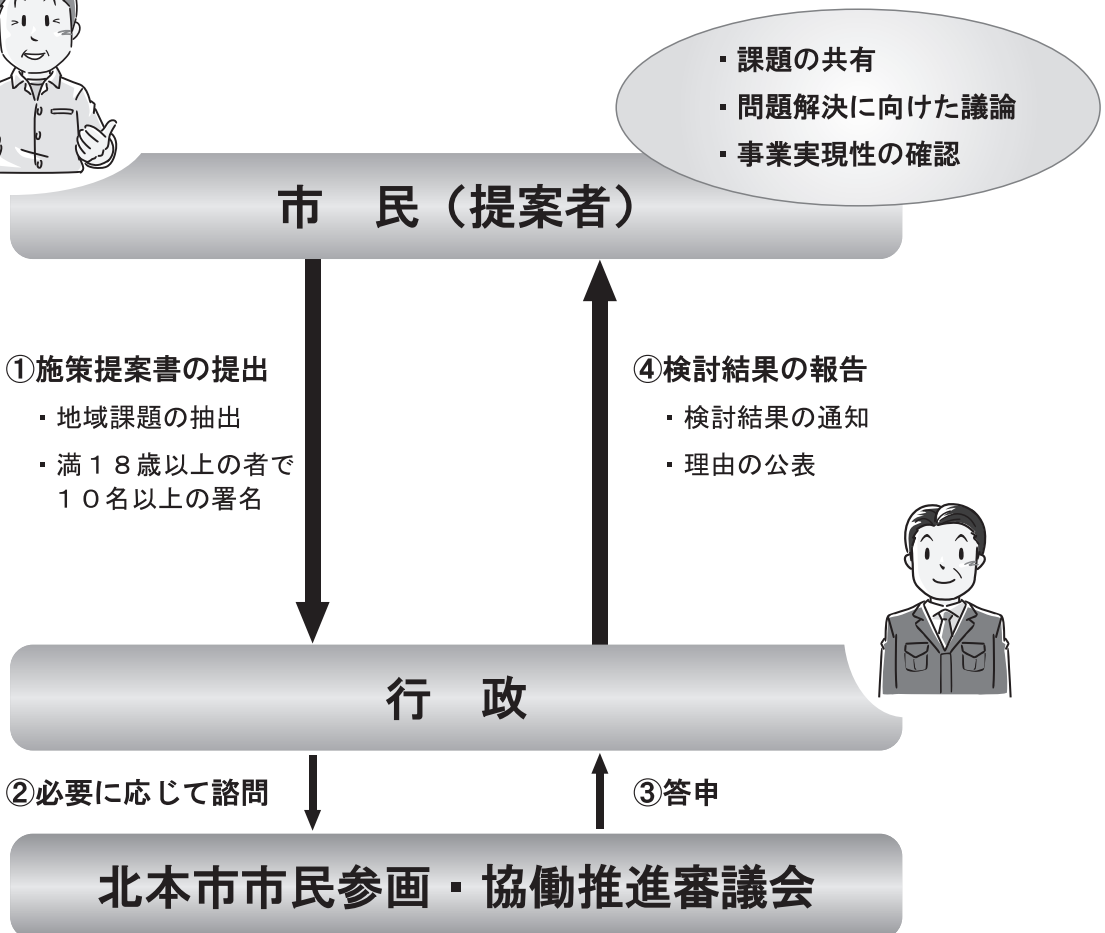 ・課題の共有
・問題解決に向けた議論
・事業実現性の確認
市　民（提案者）
①施策提案書の提出
・地域課題の抽出
・満１８歳以上の者で
１０名以上の署名
④検討結果の報告
・検討結果の通知
・理由の公表
行　政
②必要に応じて諮問
③答申
北本市市民参画・協働推進審議会